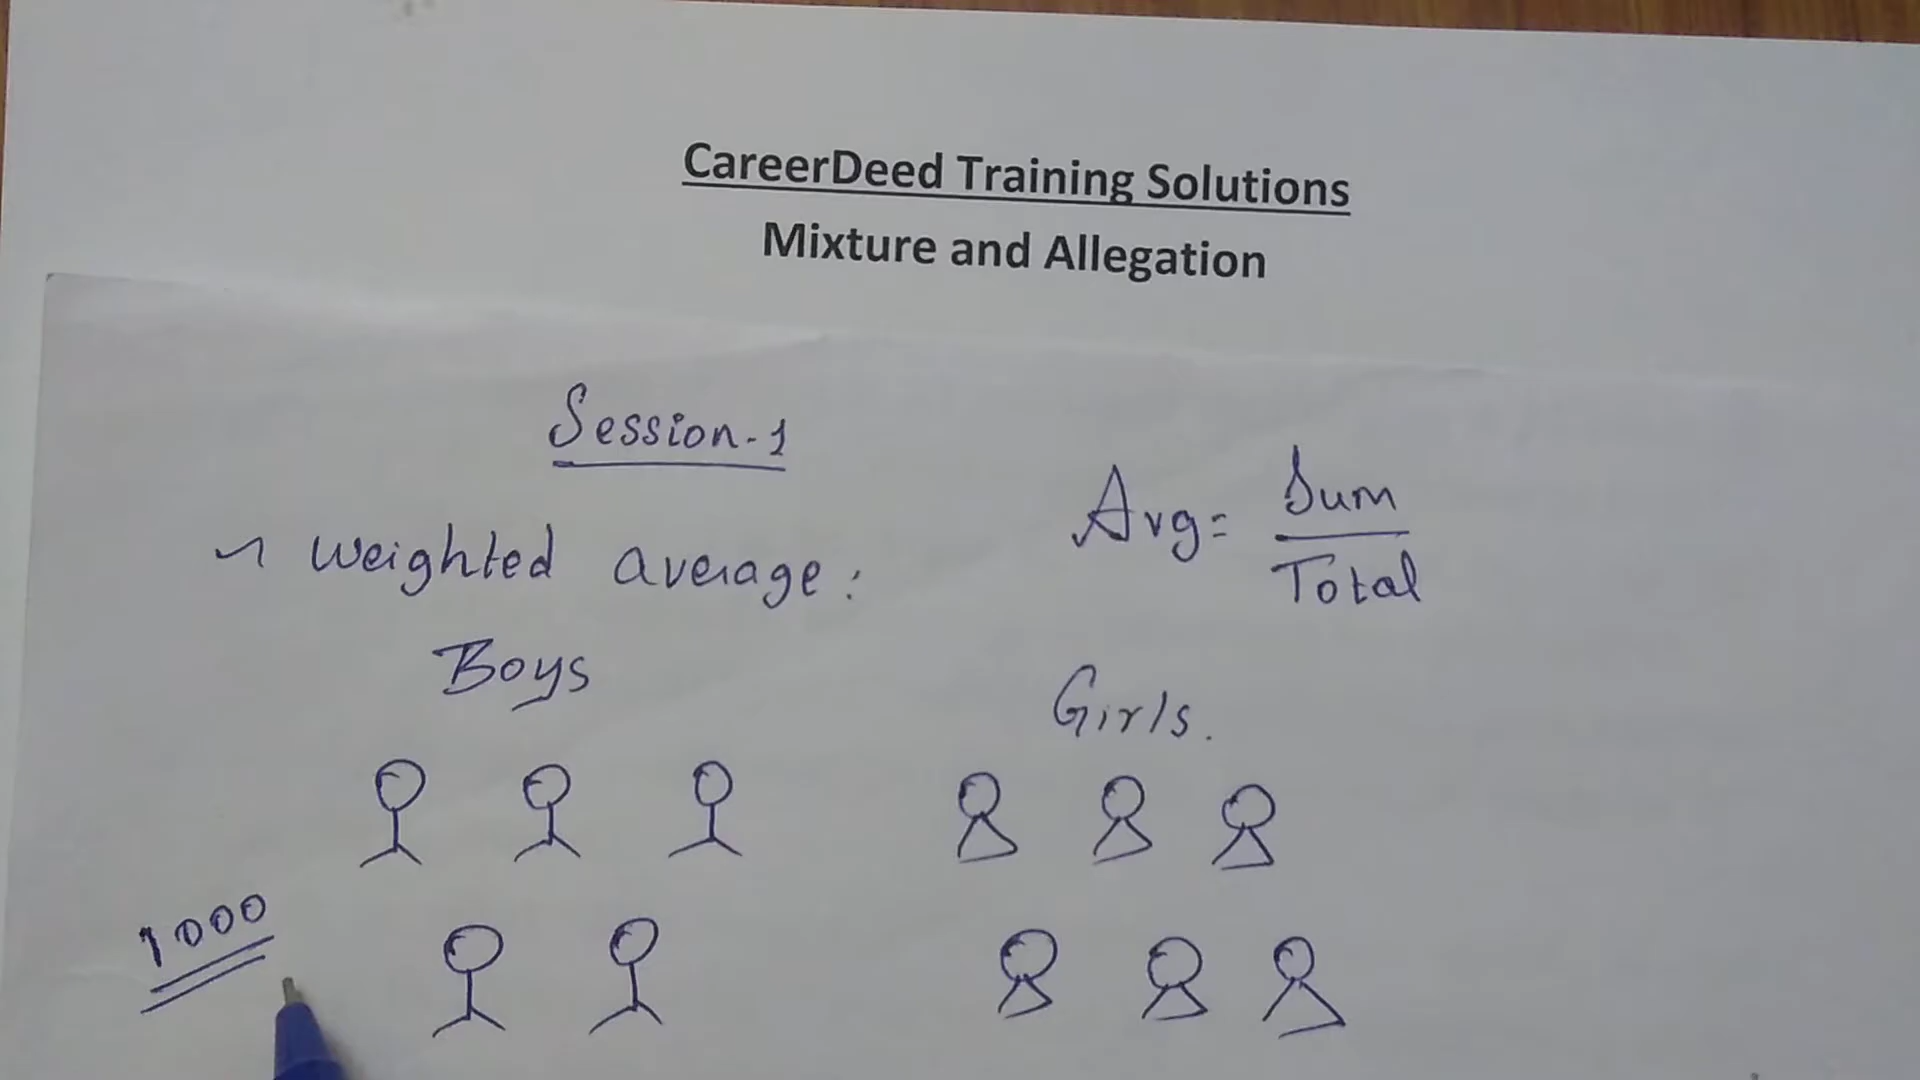 CareerDeed Training Solutions
Mixture and Allegation
Session-1
Avg = Sum
Total
weighted average:
Boys
Girls.
1000